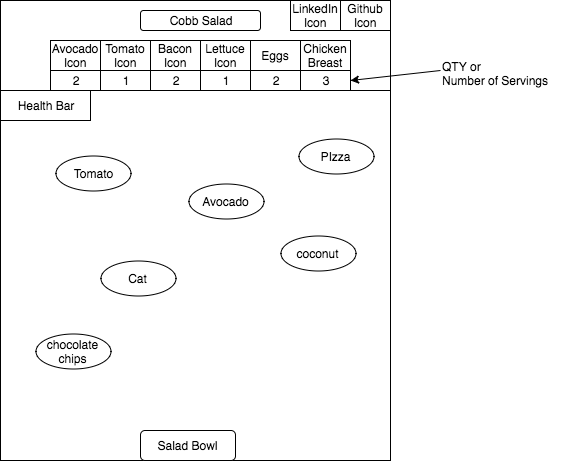 Cobb Salad
LinkedIn
Icon
Github
Icon
Avocado
Icon
Tomato
Icon
Bacon
Icon
Lettuce
Icon
Eggs
Chicken
Breast
2
1
2
1
2
3
QTY or
Number of Servings
Health Bar
PIzza
Tomato
Avocado
coconut
Cat
chocolate
chips
Salad Bowl